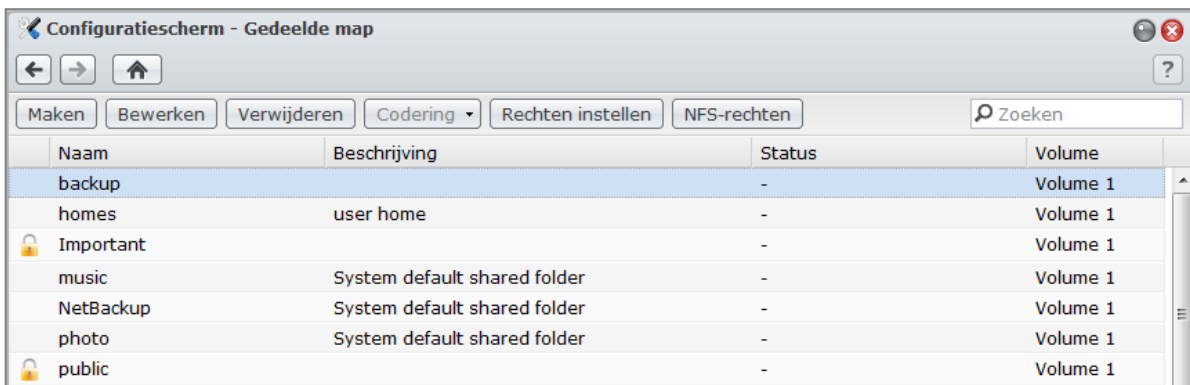 Configuratiescherm - Gedeelde map
?
Maken Bewerken Verwijderen Codering Rechten instellen NFS-rechten Zoeken
Naam Beschrijving Status Volume
backup - Volume 1
homes user home - Volume 1
Important - Volume 1
music System default shared folder - Volume 1
NetBackup System default shared folder - Volume 1
photo System default shared folder - Volume 1
public - Volume 1